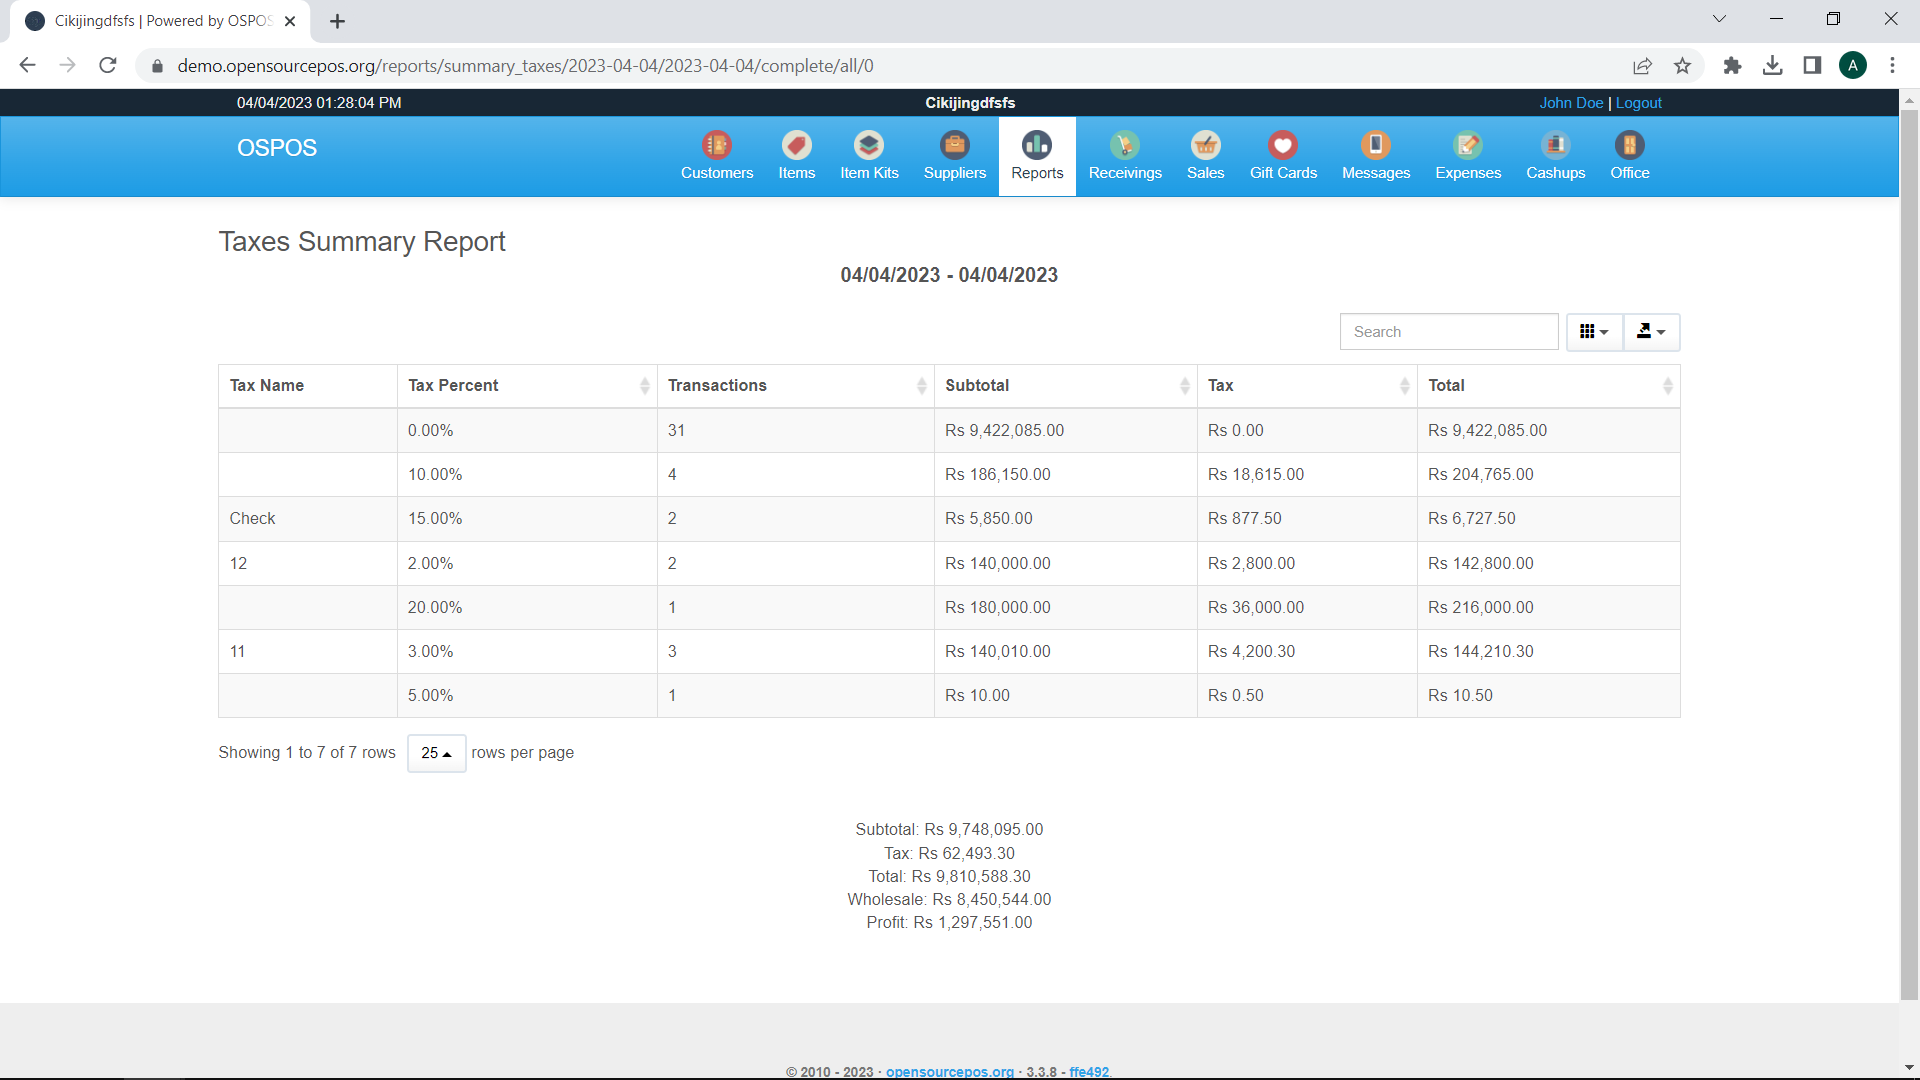 Cikijingdfsfs | Powered by OSPOS
demo.opensourcepos.org/reports/summary_taxes/2023-04-04/2023-04-04/complete/all/0
A
04/04/2023 01:28:04 PM
Cikijingdfsfs
John Doe | Logout
OSPOS
Customers
Items
Item Kits
Suppliers
Reports
Receivings
Sales
Gift Cards
Messages
Expenses
Cashups
Office
Taxes Summary Report
04/04/2023 - 04/04/2023
Search
Tax Name Tax Percent Transactions Subtotal Tax Total
0.00% 31 Rs 9,422,085.00 Rs 0.00 Rs 9,422,085.00
10.00% 4 Rs 186,150.00 Rs 18,615.00 Rs 204,765.00
Check 15.00% 2 Rs 5,850.00 Rs 877.50 Rs 6,727.50
12 2.00% 2 Rs 140,000.00 Rs 2,800.00 Rs 142,800.00
20.00% 1 Rs 180,000.00 Rs 36,000.00 Rs 216,000.00
11 3.00% 3 Rs 140,010.00 Rs 4,200.30 Rs 144,210.30
5.00% 1 Rs 10.00 Rs 0.50 Rs 10.50
Showing 1 to 7 of 7 rows 25 rows per page
Subtotal: Rs 9,748,095.00
Tax: Rs 62,493.30
Total: Rs 9,810,588.30
Wholesale: Rs 8,450,544.00
Profit: Rs 1,297,551.00
© 2010 - 2023 · opensourcepos.org · 3.3.8 - ffe492.